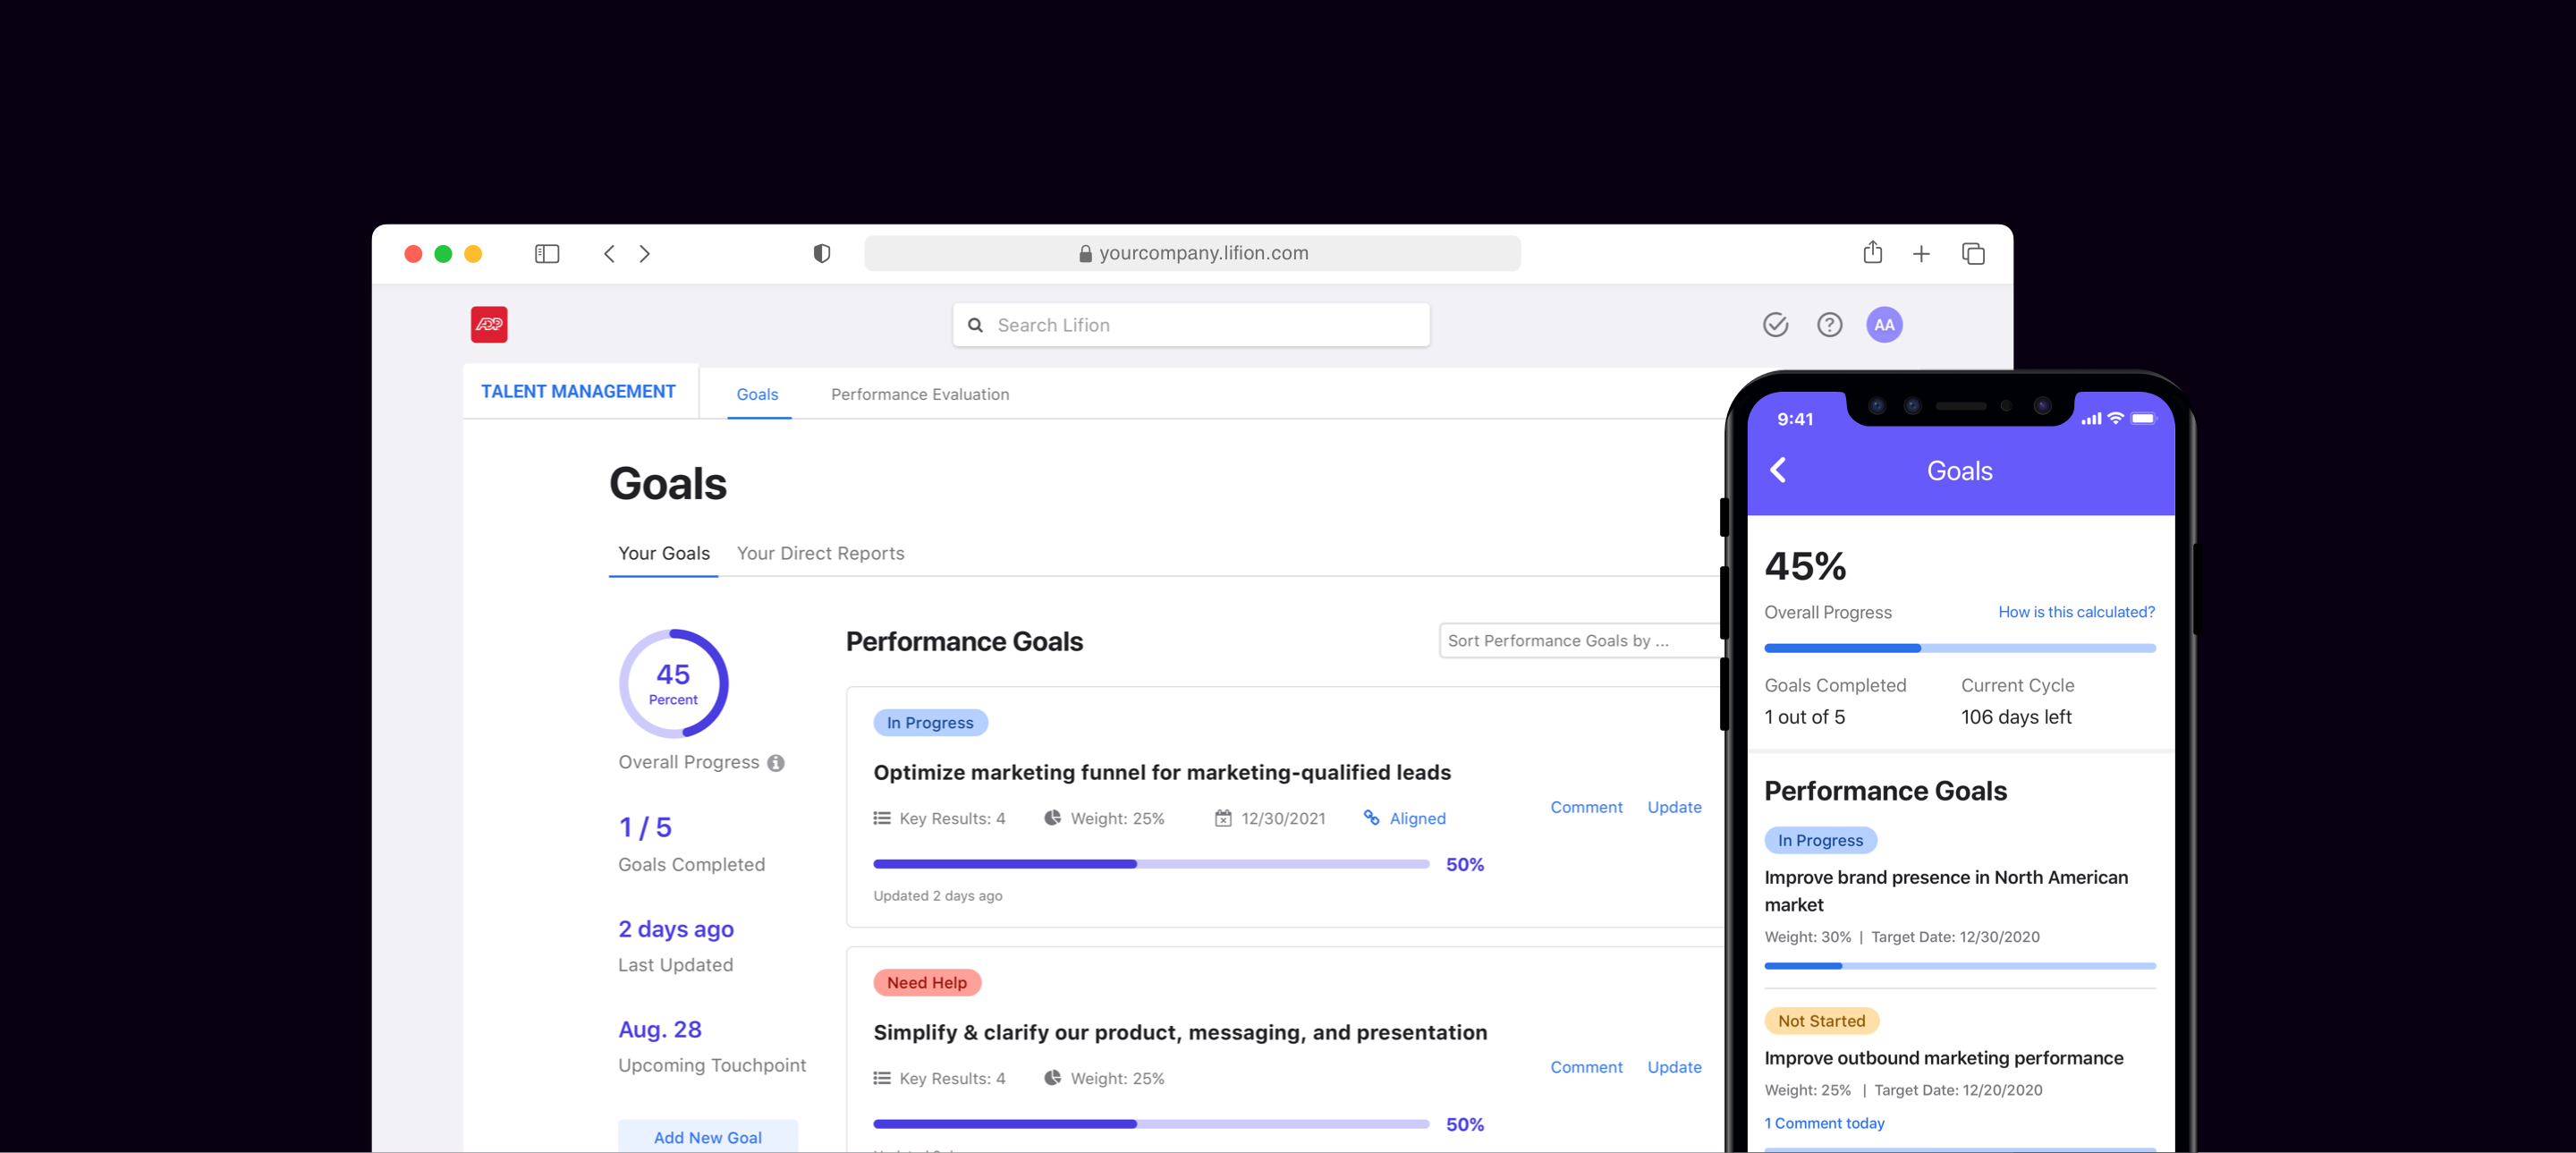 yourcompany.lifion.com
ADP
Search Lifion
AA
TALENT MANAGEMENT
Goals
Performance Evaluation
Goals
Your Goals
Your Direct Reports
45
Percent
Overall Progress
1 / 5
Goals Completed
2 days ago
Last Updated
Aug. 28
Upcoming Touchpoint
Add New Goal
Performance Goals
Sort Performance Goals by ...
In Progress
Optimize marketing funnel for marketing-qualified leads
Key Results: 4
Weight: 25%
12/30/2021
Aligned
Comment
Update
50%
Updated 2 days ago
Need Help
Simplify & clarify our product, messaging, and presentation
Key Results: 4
Weight: 25%
Comment
Update
50%
9:41
Goals
45%
Overall Progress
How is this calculated?
Goals Completed
Current Cycle
1 out of 5
106 days left
Performance Goals
In Progress
Improve brand presence in North American
market
Weight: 30% | Target Date: 12/30/2020
Not Started
Improve outbound marketing performance
Weight: 25% | Target Date: 12/20/2020
1 Comment today